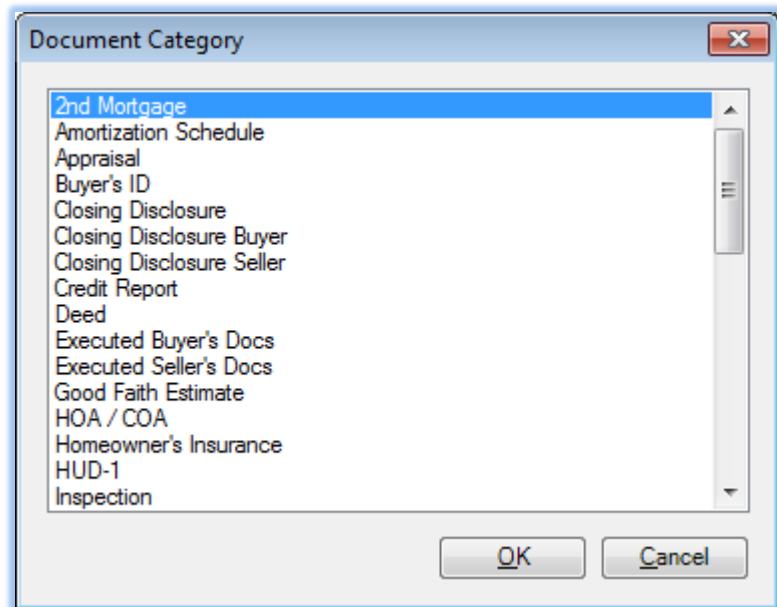 Document Category
2nd Mortgage
Amortization Schedule
Appraisal
Buyer's ID
Closing Disclosure
Closing Disclosure Buyer
Closing Disclosure Seller
Credit Report
Deed
Executed Buyer's Docs
Executed Seller's Docs
Good Faith Estimate
HOA / COA
Homeowner's Insurance
HUD-1
Inspection
OK Cancel